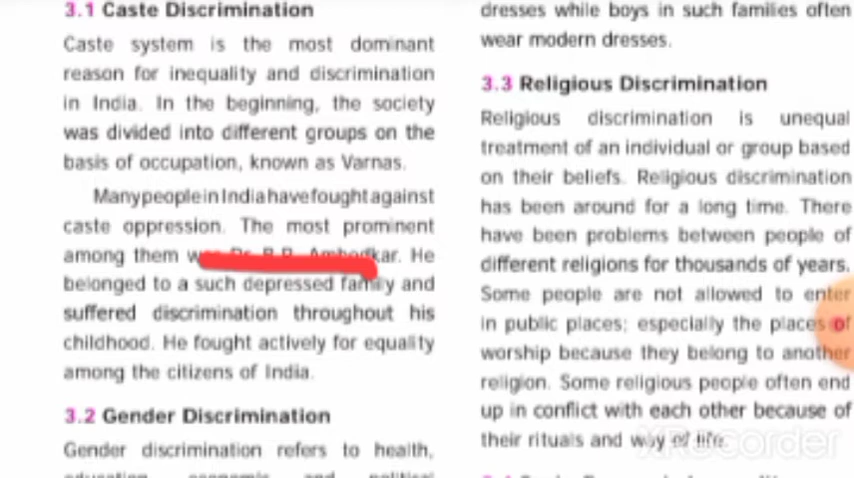 3.1 Caste Discrimination
Caste system is the most dominant
reason for inequality and discrimination
in India. In the beginning, the society
was divided into different groups on the
basis of occupation, known as Varnas.
Many people in India have fought against
caste oppression. The most prominent
among them was Dr. B.R. Ambedkar. He
belonged to a such depressed family and
suffered discrimination throughout his
childhood. He fought actively for equality
among the citizens of India.
3.2 Gender Discrimination
Gender discrimination refers to health,
dresses while boys in such families often
wear modern dresses.
3.3 Religious Discrimination
Religious discrimination is unequal
treatment of an individual or group based
on their beliefs. Religious discrimination
has been around for a long time. There
have been problems between people of
different religions for thousands of years.
Some people are not allowed to enter
in public places; especially the places of
worship because they belong to another
religion. Some religious people often end
up in conflict with each other because of
their rituals and way of life.
XRecorder